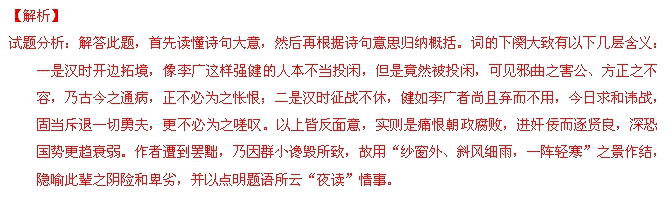 【解析】
试题分析：解答此题，首先读懂诗句大意，然后再根据诗句意思归纳概括。词的下阕大致有以下几层含义：
一是汉时开边拓境，像李广这样强健的人本不当投闲，但是竟然被投闲，可见邪曲之害公、方正之不
容，乃古今之通病，正不必为之怅恨；二是汉时征战不休，健如李广者尚且弃而不用，今日求和讳战，
固当斥退一切勇夫，更不必为之嗟叹。以上皆反面意，实则是痛恨朝政腐败，进奸佞而逐贤良，深恐
国势更趋衰弱。作者遭到罢黜，乃因群小谗毁所致，故用“纱窗外、斜风细雨，一阵轻寒”之景作结，
隐喻此辈之阴险和卑劣，并以点明题语所云“夜读”情事。